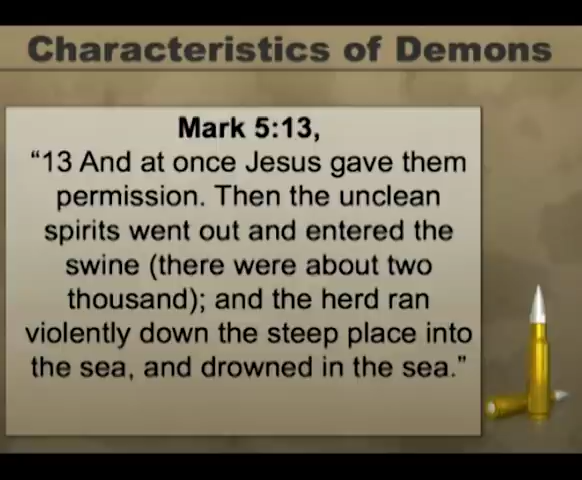 Characteristics of Demons
Mark 5:13,
“13 And at once Jesus gave them
permission. Then the unclean
spirits went out and entered the
swine (there were about two
thousand); and the herd ran
violently down the steep place into
the sea, and drowned in the sea.”